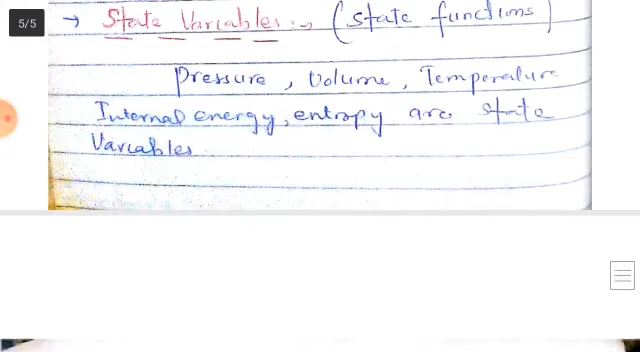 5/5
→ State Variables :→ (state functions)
Pressure, Volume, Temperature
Internal energy, entropy are state
Variables